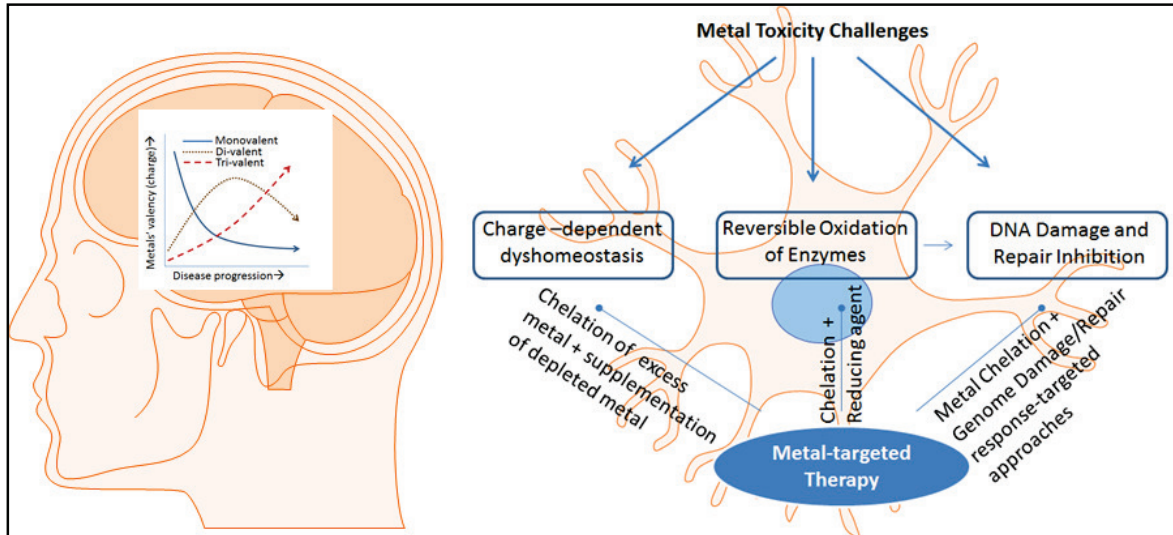 Monovalent
Di-valent
Tri-valent
Metals' valency (charge)→
Disease progression→
Metal Toxicity Challenges
Charge –dependent
dyshomeostasis
Reversible Oxidation
of Enzymes
DNA Damage and
Repair Inhibition
Chelation of excess
metal + supplementation
of depleted metal
Chelation +
Reducing agent
Metal Chelation +
Genome Damage/Repair
response-targeted
approaches
Metal-targeted
Therapy